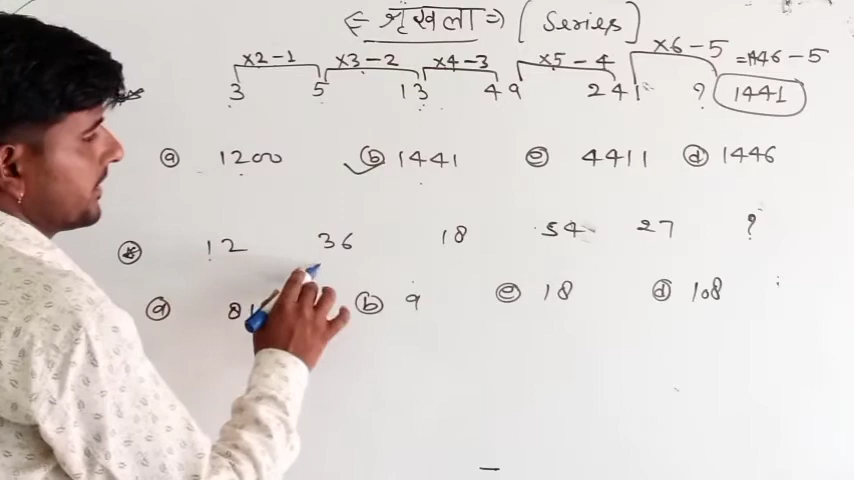 ⇐ शृंखला ⇒ [ Series ]
×2-1 ×3-2 ×4-3 ×5-4 ×6-5 =1446-5
3 5 13 49 241 ? 1441
ⓐ 1200 ✓ⓑ 1441 ⓒ 4411 ⓓ 1446
12 36 18 54 27 ?
ⓐ 81 ⓑ 9 ⓒ 18 ⓓ 108